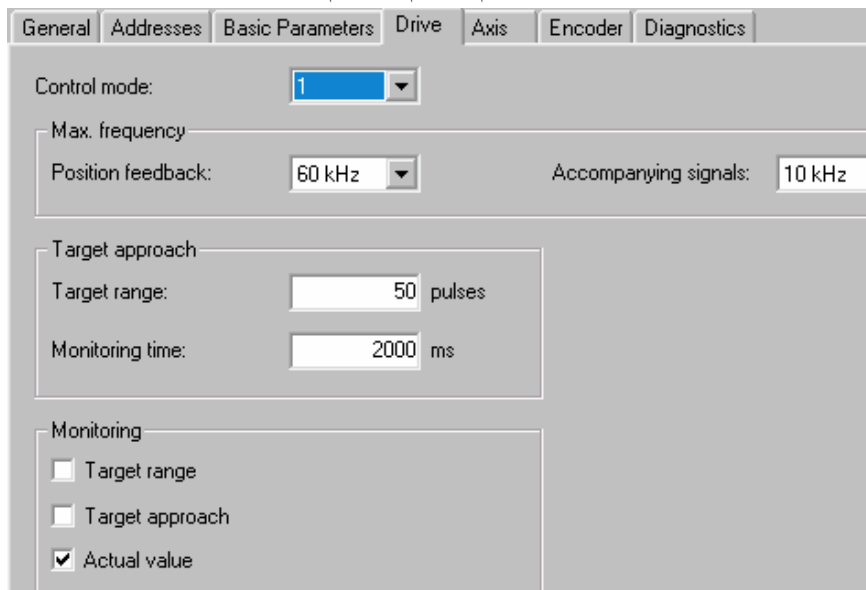 General Addresses Basic Parameters Drive Axis Encoder Diagnostics
Control mode: 1
Max. frequency
Position feedback: 60 kHz Accompanying signals: 10 kHz
Target approach
Target range: 50 pulses
Monitoring time: 2000 ms
Monitoring
Target range
Target approach
Actual value